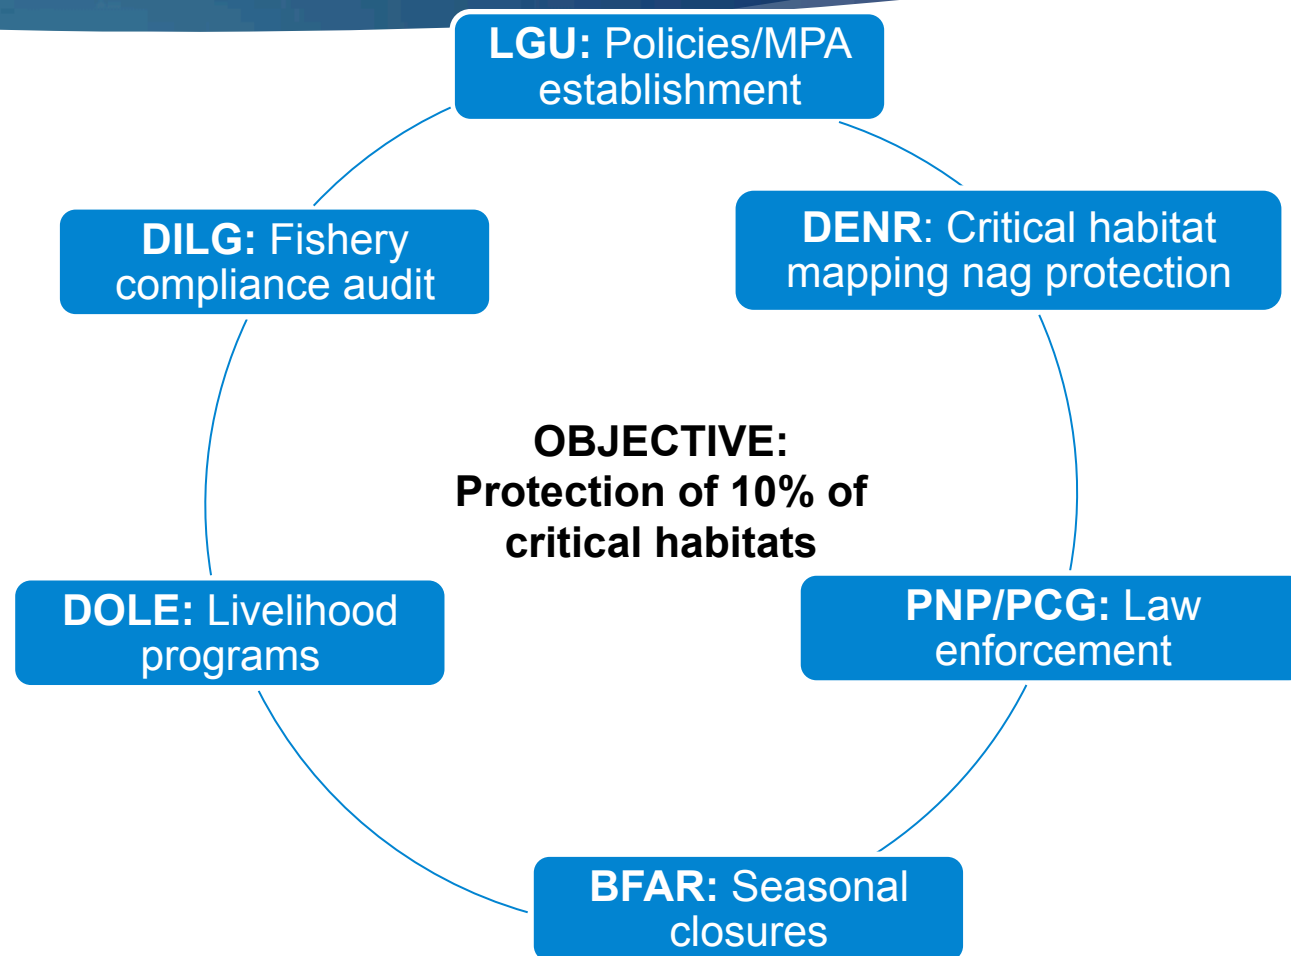 LGU: Policies/MPA
establishment
DENR: Critical habitat
mapping nag protection
PNP/PCG: Law
enforcement
BFAR: Seasonal
closures
DOLE: Livelihood
programs
DILG: Fishery
compliance audit
OBJECTIVE:
Protection of 10% of
critical habitats